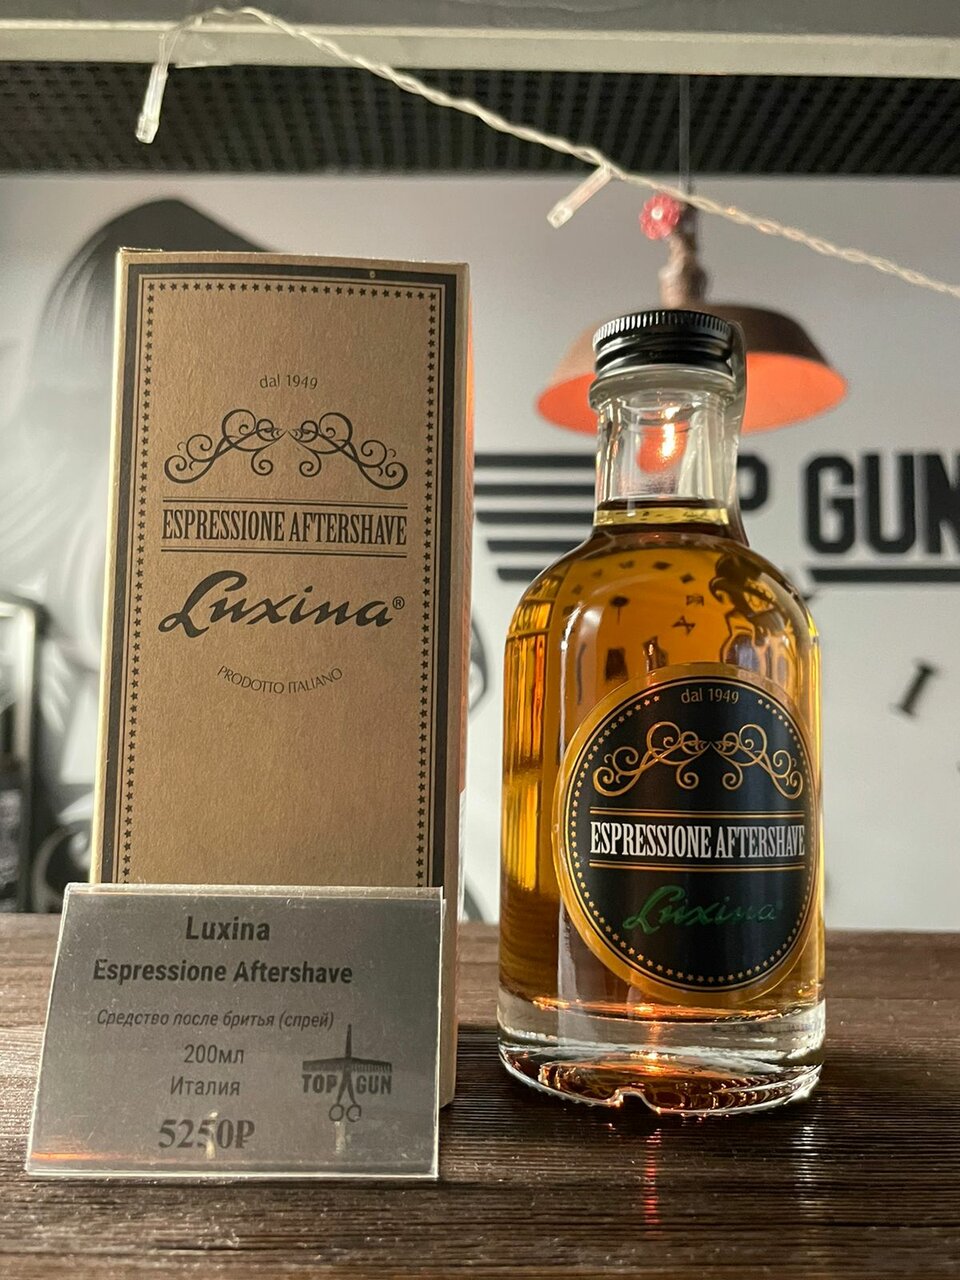 dal 1949
ESPRESSIONE AFTERSHAVE
Luxina®
PRODOTTO ITALIANO
dal 1949
ESPRESSIONE AFTERSHAVE
Luxina
GUN
Luxina
Espressione Aftershave
Средство после бритья (спрей)
200мл
Италия
5250₽
TOP GUN